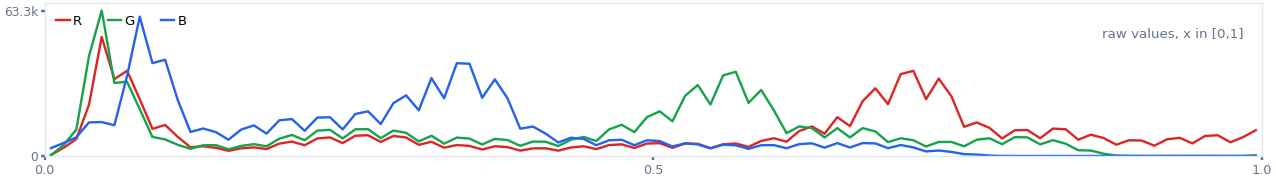 63.3k
R G B
raw values, x in [0,1]
0
0.0 0.5 1.0